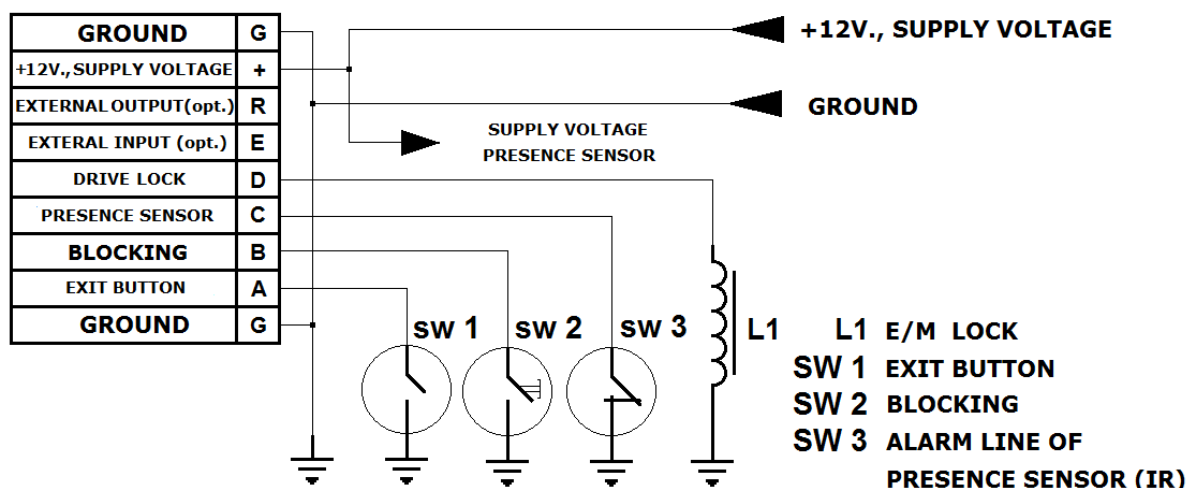 GROUND G
+12V.,SUPPLY VOLTAGE +
EXTERNAL OUTPUT(opt.) R
EXTERAL INPUT (opt.) E
DRIVE LOCK D
PRESENCE SENSOR C
BLOCKING B
EXIT BUTTON A
GROUND G
+12V., SUPPLY VOLTAGE
GROUND
SUPPLY VOLTAGE
PRESENCE SENSOR
SW 1
SW 2
SW 3
L1
L1 E/M LOCK
SW 1 EXIT BUTTON
SW 2 BLOCKING
SW 3 ALARM LINE OF
PRESENCE SENSOR (IR)